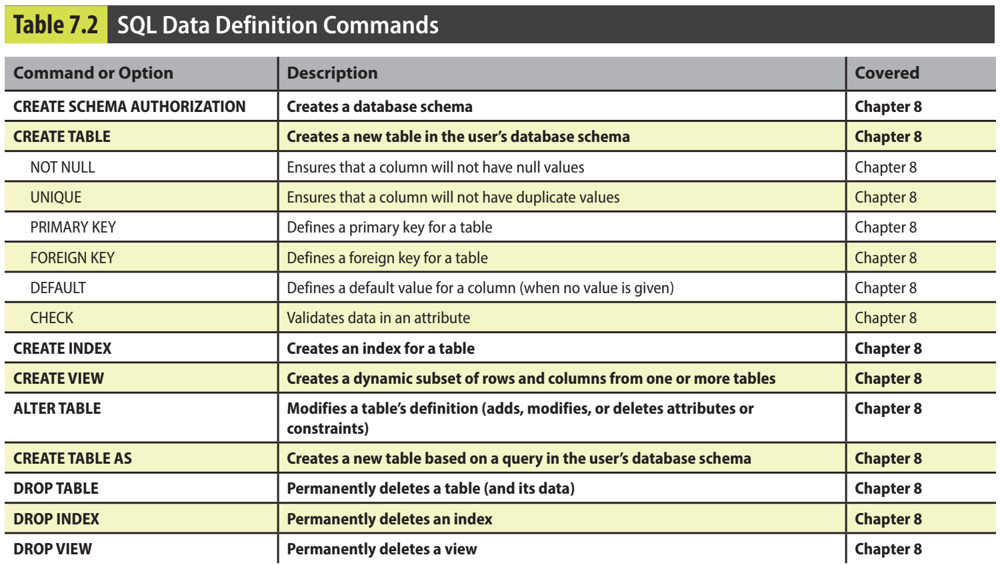 Table 7.2 SQL Data Definition Commands
Command or Option Description Covered
CREATE SCHEMA AUTHORIZATION Creates a database schema Chapter 8
CREATE TABLE Creates a new table in the user’s database schema Chapter 8
NOT NULL Ensures that a column will not have null values Chapter 8
UNIQUE Ensures that a column will not have duplicate values Chapter 8
PRIMARY KEY Defines a primary key for a table Chapter 8
FOREIGN KEY Defines a foreign key for a table Chapter 8
DEFAULT Defines a default value for a column (when no value is given) Chapter 8
CHECK Validates data in an attribute Chapter 8
CREATE INDEX Creates an index for a table Chapter 8
CREATE VIEW Creates a dynamic subset of rows and columns from one or more tables Chapter 8
ALTER TABLE Modifies a table’s definition (adds, modifies, or deletes attributes or Chapter 8
constraints)
CREATE TABLE AS Creates a new table based on a query in the user’s database schema Chapter 8
DROP TABLE Permanently deletes a table (and its data) Chapter 8
DROP INDEX Permanently deletes an index Chapter 8
DROP VIEW Permanently deletes a view Chapter 8